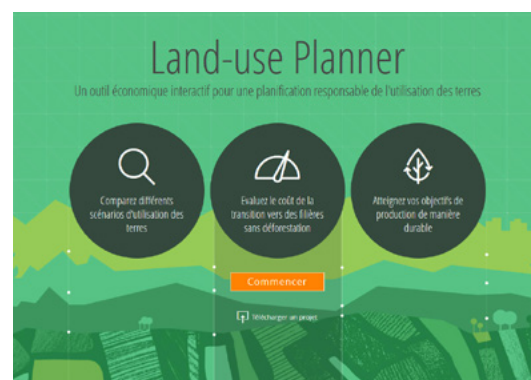 Land-use Planner
Un outil économique interactif pour une planification responsable de l'utilisation des terres
Comparez différents
scénarios d'utilisation des
terres
Evaluez le coût de la
transition vers des filières
sans déforestation
Atteignez vos objectifs de
production de manière
durable
Commencer
Télécharger un projet